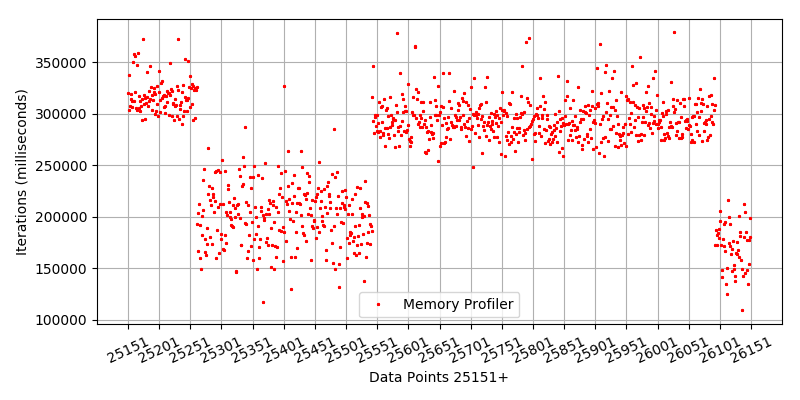 Iterations (milliseconds)
350000
300000
250000
200000
150000
100000
Memory Profiler
25151 25201 25251 25301 25351 25401 25451 25501 25551 25601 25651 25701 25751 25801 25851 25901 25951 26001 26051 26101 26151
Data Points 25151+